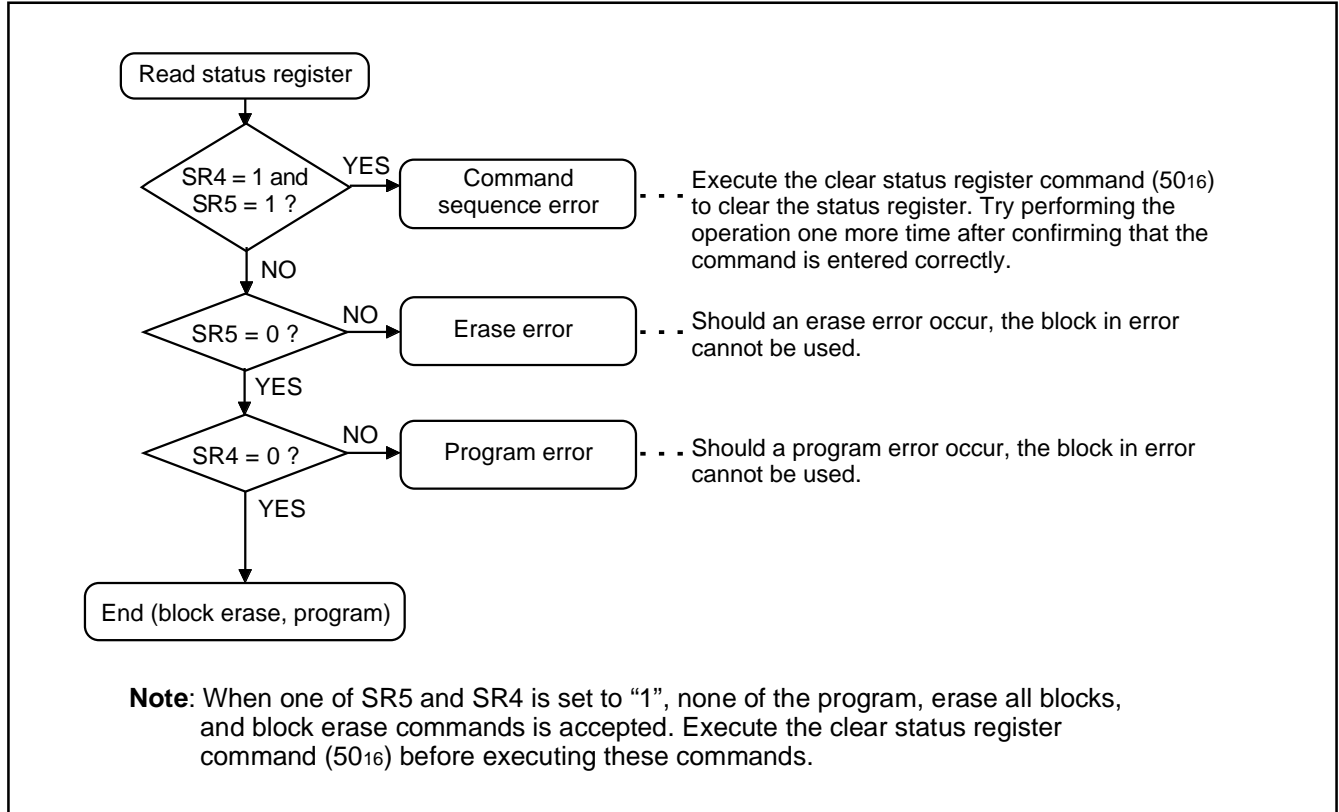 Read status register
SR4 = 1 and
SR5 = 1 ?
YES
Command
sequence error
Execute the clear status register command (5016)
to clear the status register. Try performing the
operation one more time after confirming that the
command is entered correctly.
NO
SR5 = 0 ?
NO
Erase error
Should an erase error occur, the block in error
cannot be used.
YES
SR4 = 0 ?
NO
Program error
Should a program error occur, the block in error
cannot be used.
YES
End (block erase, program)
Note: When one of SR5 and SR4 is set to “1”, none of the program, erase all blocks,
and block erase commands is accepted. Execute the clear status register
command (5016) before executing these commands.